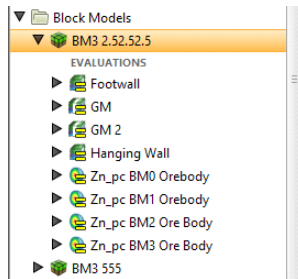 Block Models
BM3 2.52.52.5
EVALUATIONS
Footwall
GM
GM 2
Hanging Wall
Zn_pc BM0 Orebody
Zn_pc BM1 Orebody
Zn_pc BM2 Ore Body
Zn_pc BM3 Ore Body
BM3 555